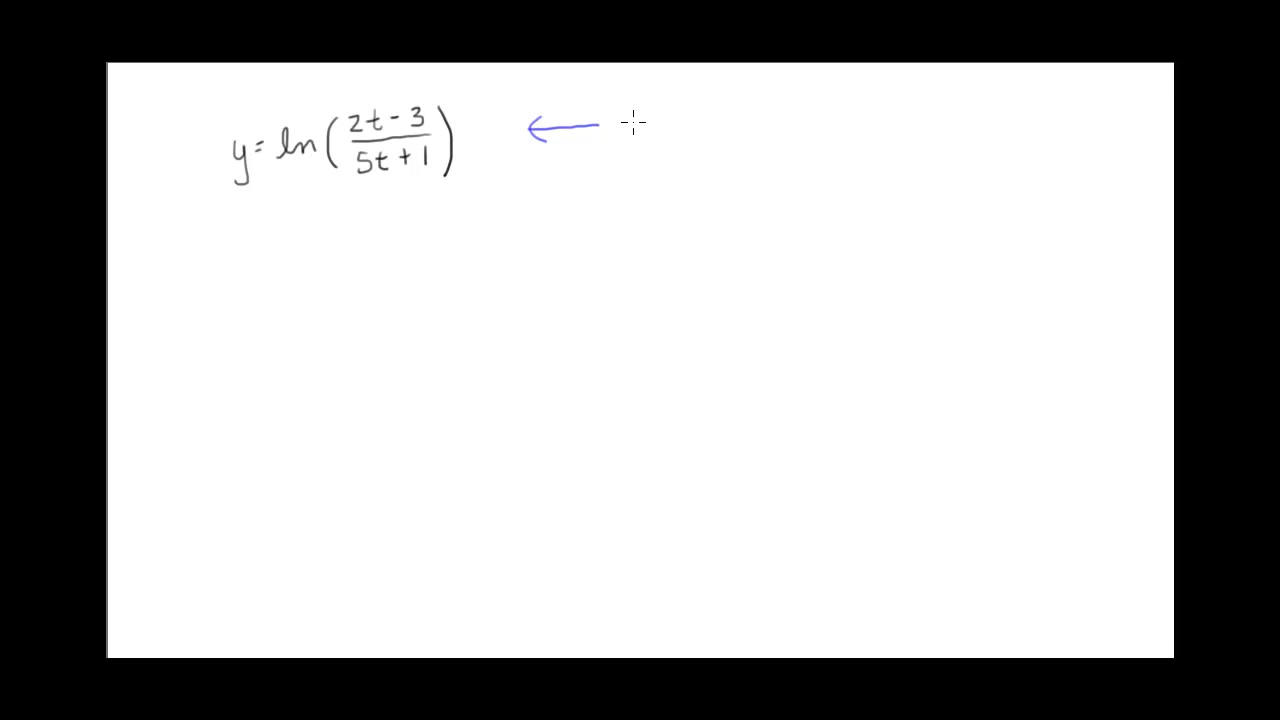 y = ln(2t - 3 / 5t + 1)